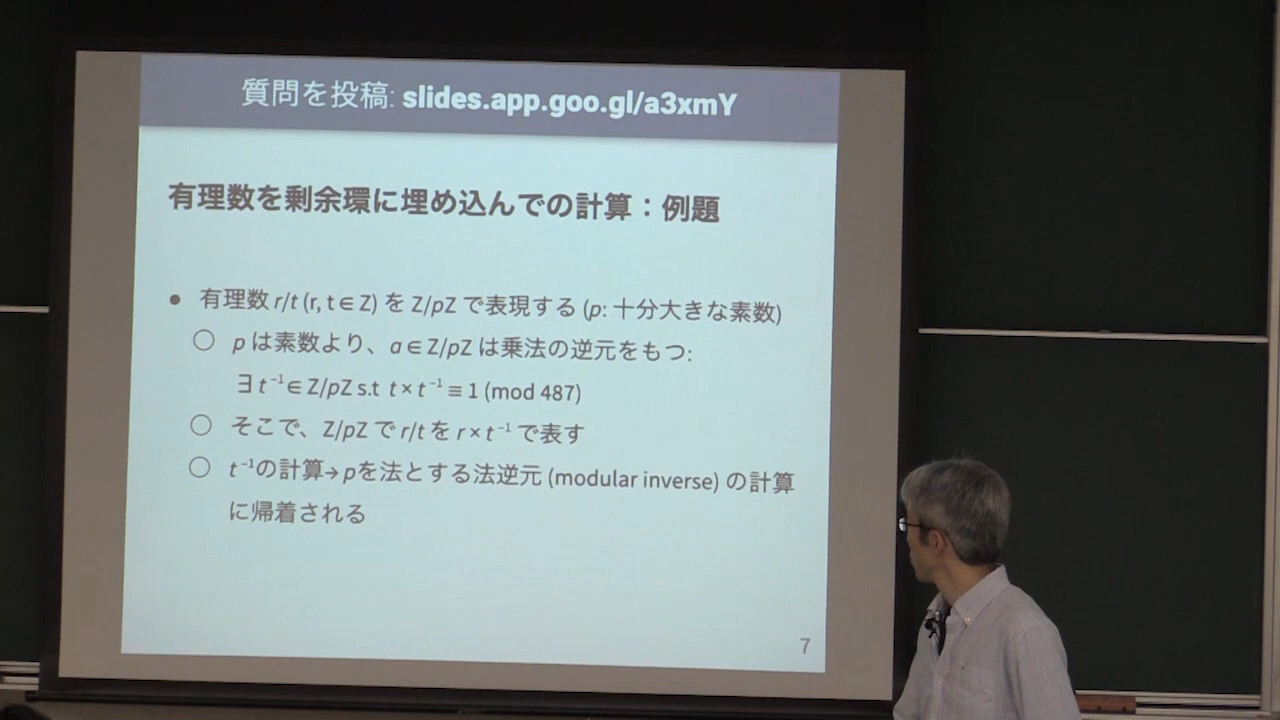 質問を投稿: slides.app.goo.gl/a3xmY
有理数を剰余環に埋め込んでの計算：例題
● 有理数 r/t (r, t ∈ Z) を Z/pZ で表現する (p: 十分大きな素数)
○ p は素数より、a ∈ Z/pZ は乗法の逆元をもつ:
∃ t⁻¹ ∈ Z/pZ s.t t × t⁻¹ ≡ 1 (mod 487)
○ そこで、Z/pZ で r/t を r × t⁻¹ で表す
○ t⁻¹の計算→ pを法とする法逆元 (modular inverse) の計算
に帰着される
7